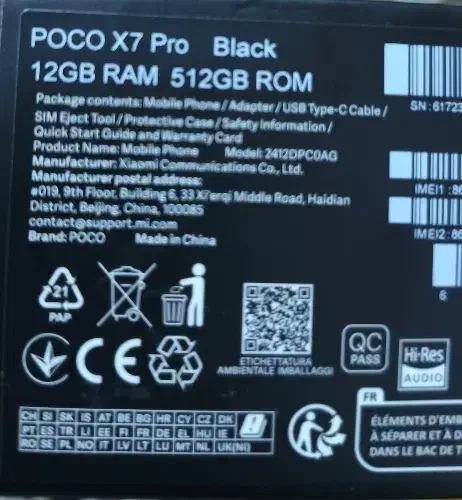 POCO X7 Pro Black
12GB RAM 512GB ROM
Package contents: Mobile Phone / Adapter / USB Type-C Cable /
SIM Eject Tool / Protective Case / Safety Information /
Quick Start Guide and Warranty Card
Product Name: Mobile Phone Model: 2412DPC0AG
Manufacturer: Xiaomi Communications Co., Ltd.
Manufacturer postal address:
#019, 9th Floor, Building 6, 33 Xi'erqi Middle Road, Haidian
District, Beijing, China, 100085
contact@support.mi.com
Brand: POCO Made in China
SN: 61723
IMEI1: 86
IMEI2: 86
6
21
PAP
CE
ETICHETTATURA
AMBIENTALE IMBALLAGGI
QC
PASS
Hi-Res
AUDIO
CH SI SK IS AT BE BG HR CY CZ DK
PT ES TR LI EE FI FR DE EL HU IE
RO SE PL NO IT LV LT LU MT NL UK(NI)
FR
ÉLÉMENTS D'EMB
À SÉPARER ET À D
DANS LE BAC DE T